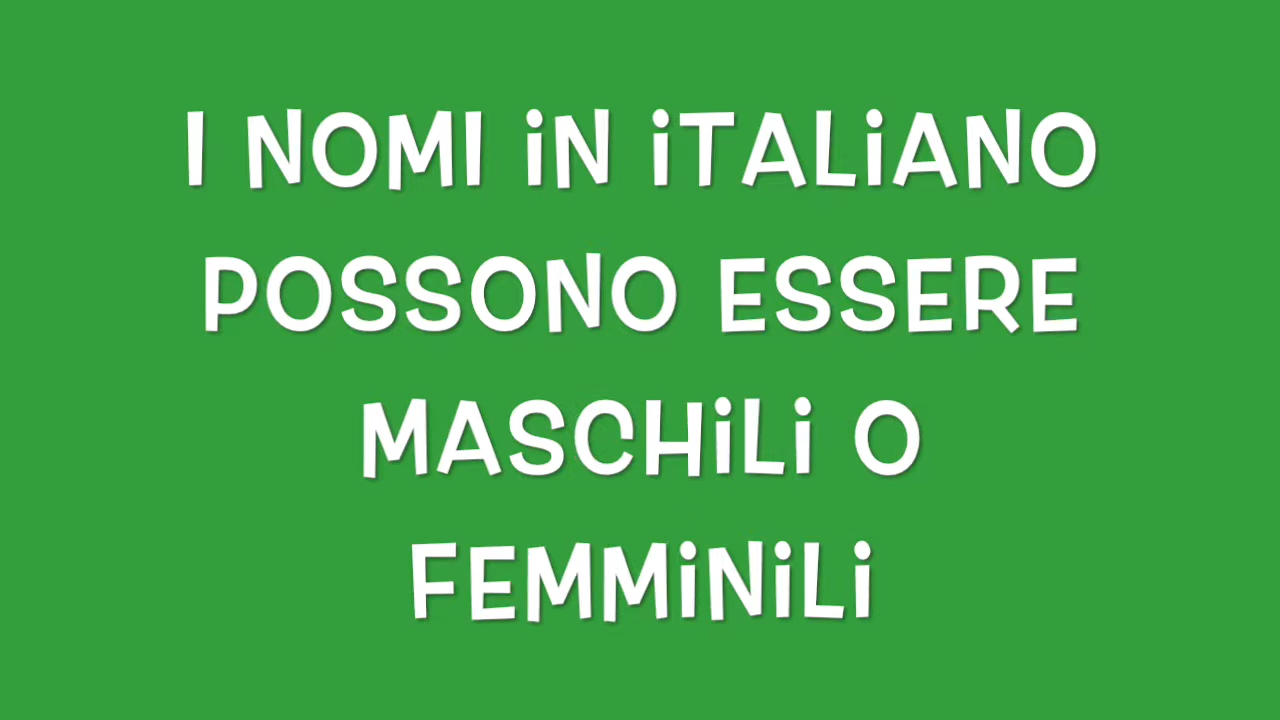 I NOMI IN ITALIANO
POSSONO ESSERE
MASCHILI O
FEMMINILI